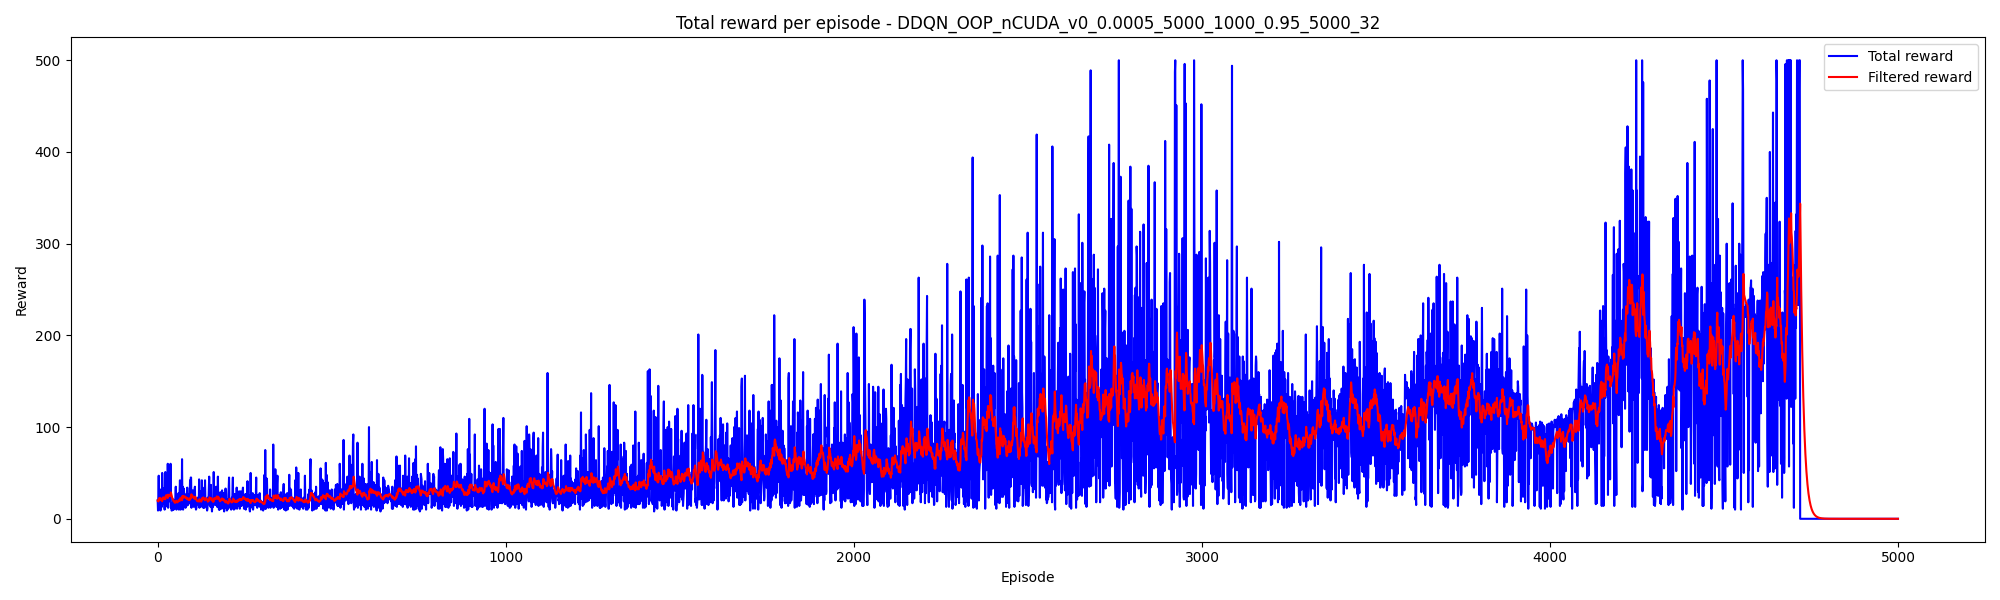 Total reward per episode - DDQN_OOP_nCUDA_v0_0.0005_5000_1000_0.95_5000_32
Total reward
Filtered reward
500
400
300
200
100
0
Reward
0 1000 2000 3000 4000 5000
Episode